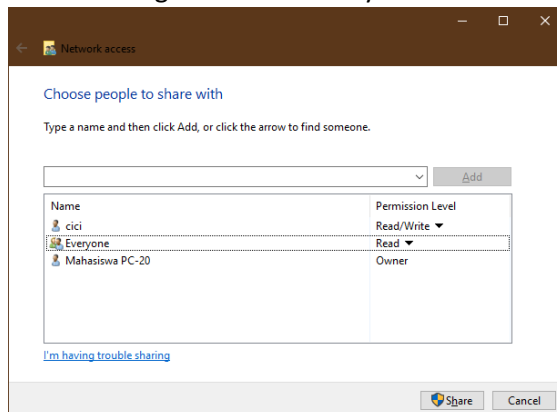 Network access
Choose people to share with
Type a name and then click Add, or click the arrow to find someone.
Add
Name Permission Level
cici Read/Write
Everyone Read
Mahasiswa PC-20 Owner
I'm having trouble sharing
Share Cancel